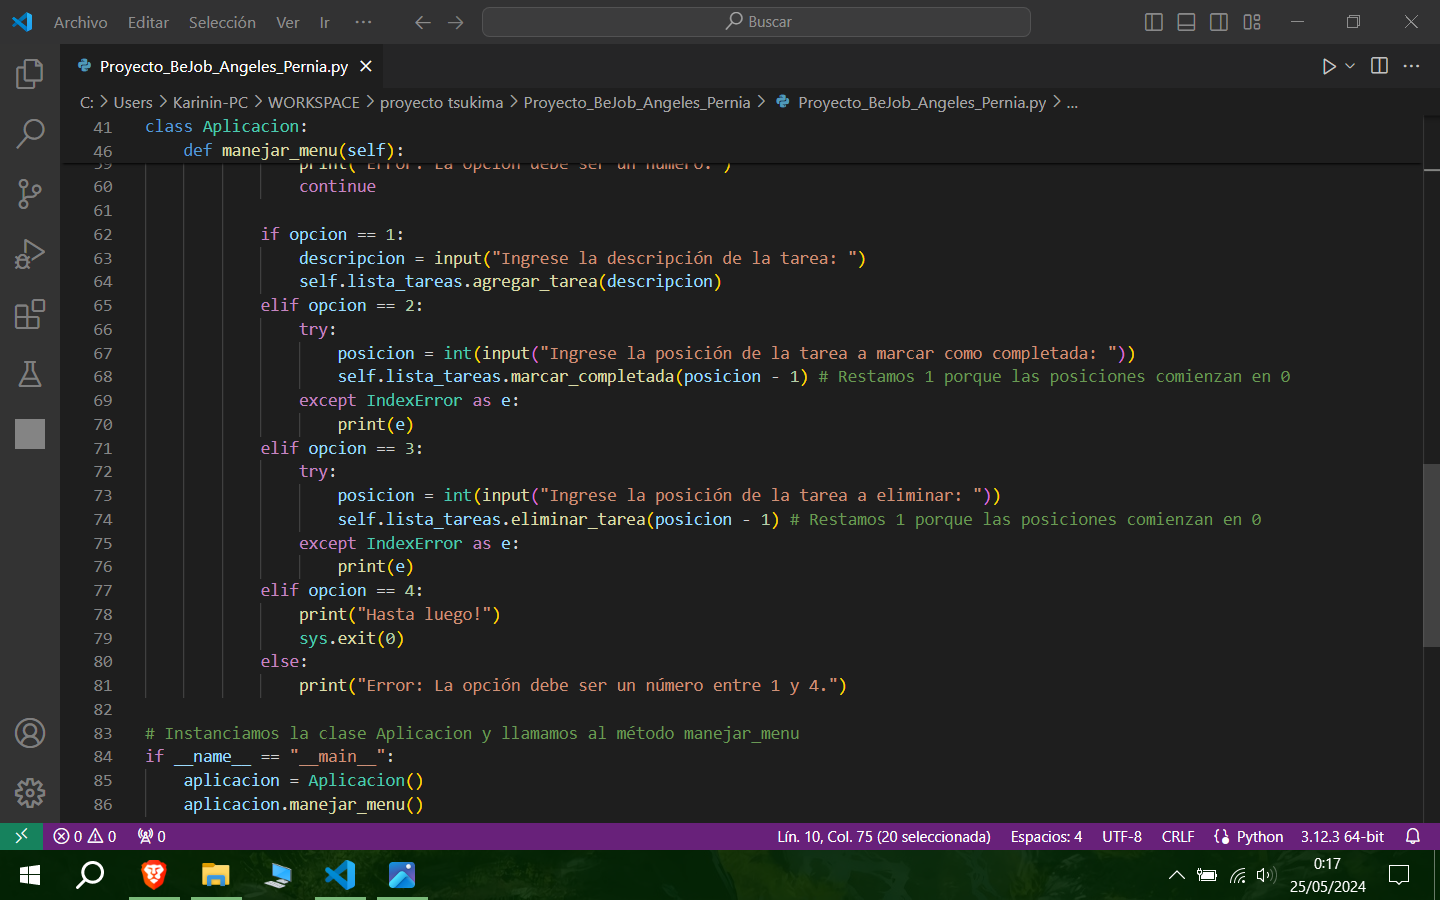 Archivo Editar Selección Ver Ir ··· Buscar
Proyecto_BeJob_Angeles_Pernia.py
C: > Users > Karinin-PC > WORKSPACE > proyecto tsukima > Proyecto_BeJob_Angeles_Pernia > Proyecto_BeJob_Angeles_Pernia.py > ...
41 class Aplicacion:
46 def manejar_menu(self):
59 print("Error: La opción debe ser un número.")
60 continue
61
62 if opcion == 1:
63 descripcion = input("Ingrese la descripción de la tarea: ")
64 self.lista_tareas.agregar_tarea(descripcion)
65 elif opcion == 2:
66 try:
67 posicion = int(input("Ingrese la posición de la tarea a marcar como completada: "))
68 self.lista_tareas.marcar_completada(posicion - 1) # Restamos 1 porque las posiciones comienzan en 0
69 except IndexError as e:
70 print(e)
71 elif opcion == 3:
72 try:
73 posicion = int(input("Ingrese la posición de la tarea a eliminar: "))
74 self.lista_tareas.eliminar_tarea(posicion - 1) # Restamos 1 porque las posiciones comienzan en 0
75 except IndexError as e:
76 print(e)
77 elif opcion == 4:
78 print("Hasta luego!")
79 sys.exit(0)
80 else:
81 print("Error: La opción debe ser un número entre 1 y 4.")
82
83 # Instanciamos la clase Aplicacion y llamamos al método manejar_menu
84 if __name__ == "__main__":
85 aplicacion = Aplicacion()
86 aplicacion.manejar_menu()
0 0 0 Lín. 10, Col. 75 (20 seleccionada) Espacios: 4 UTF-8 CRLF Python 3.12.3 64-bit
0:17
25/05/2024